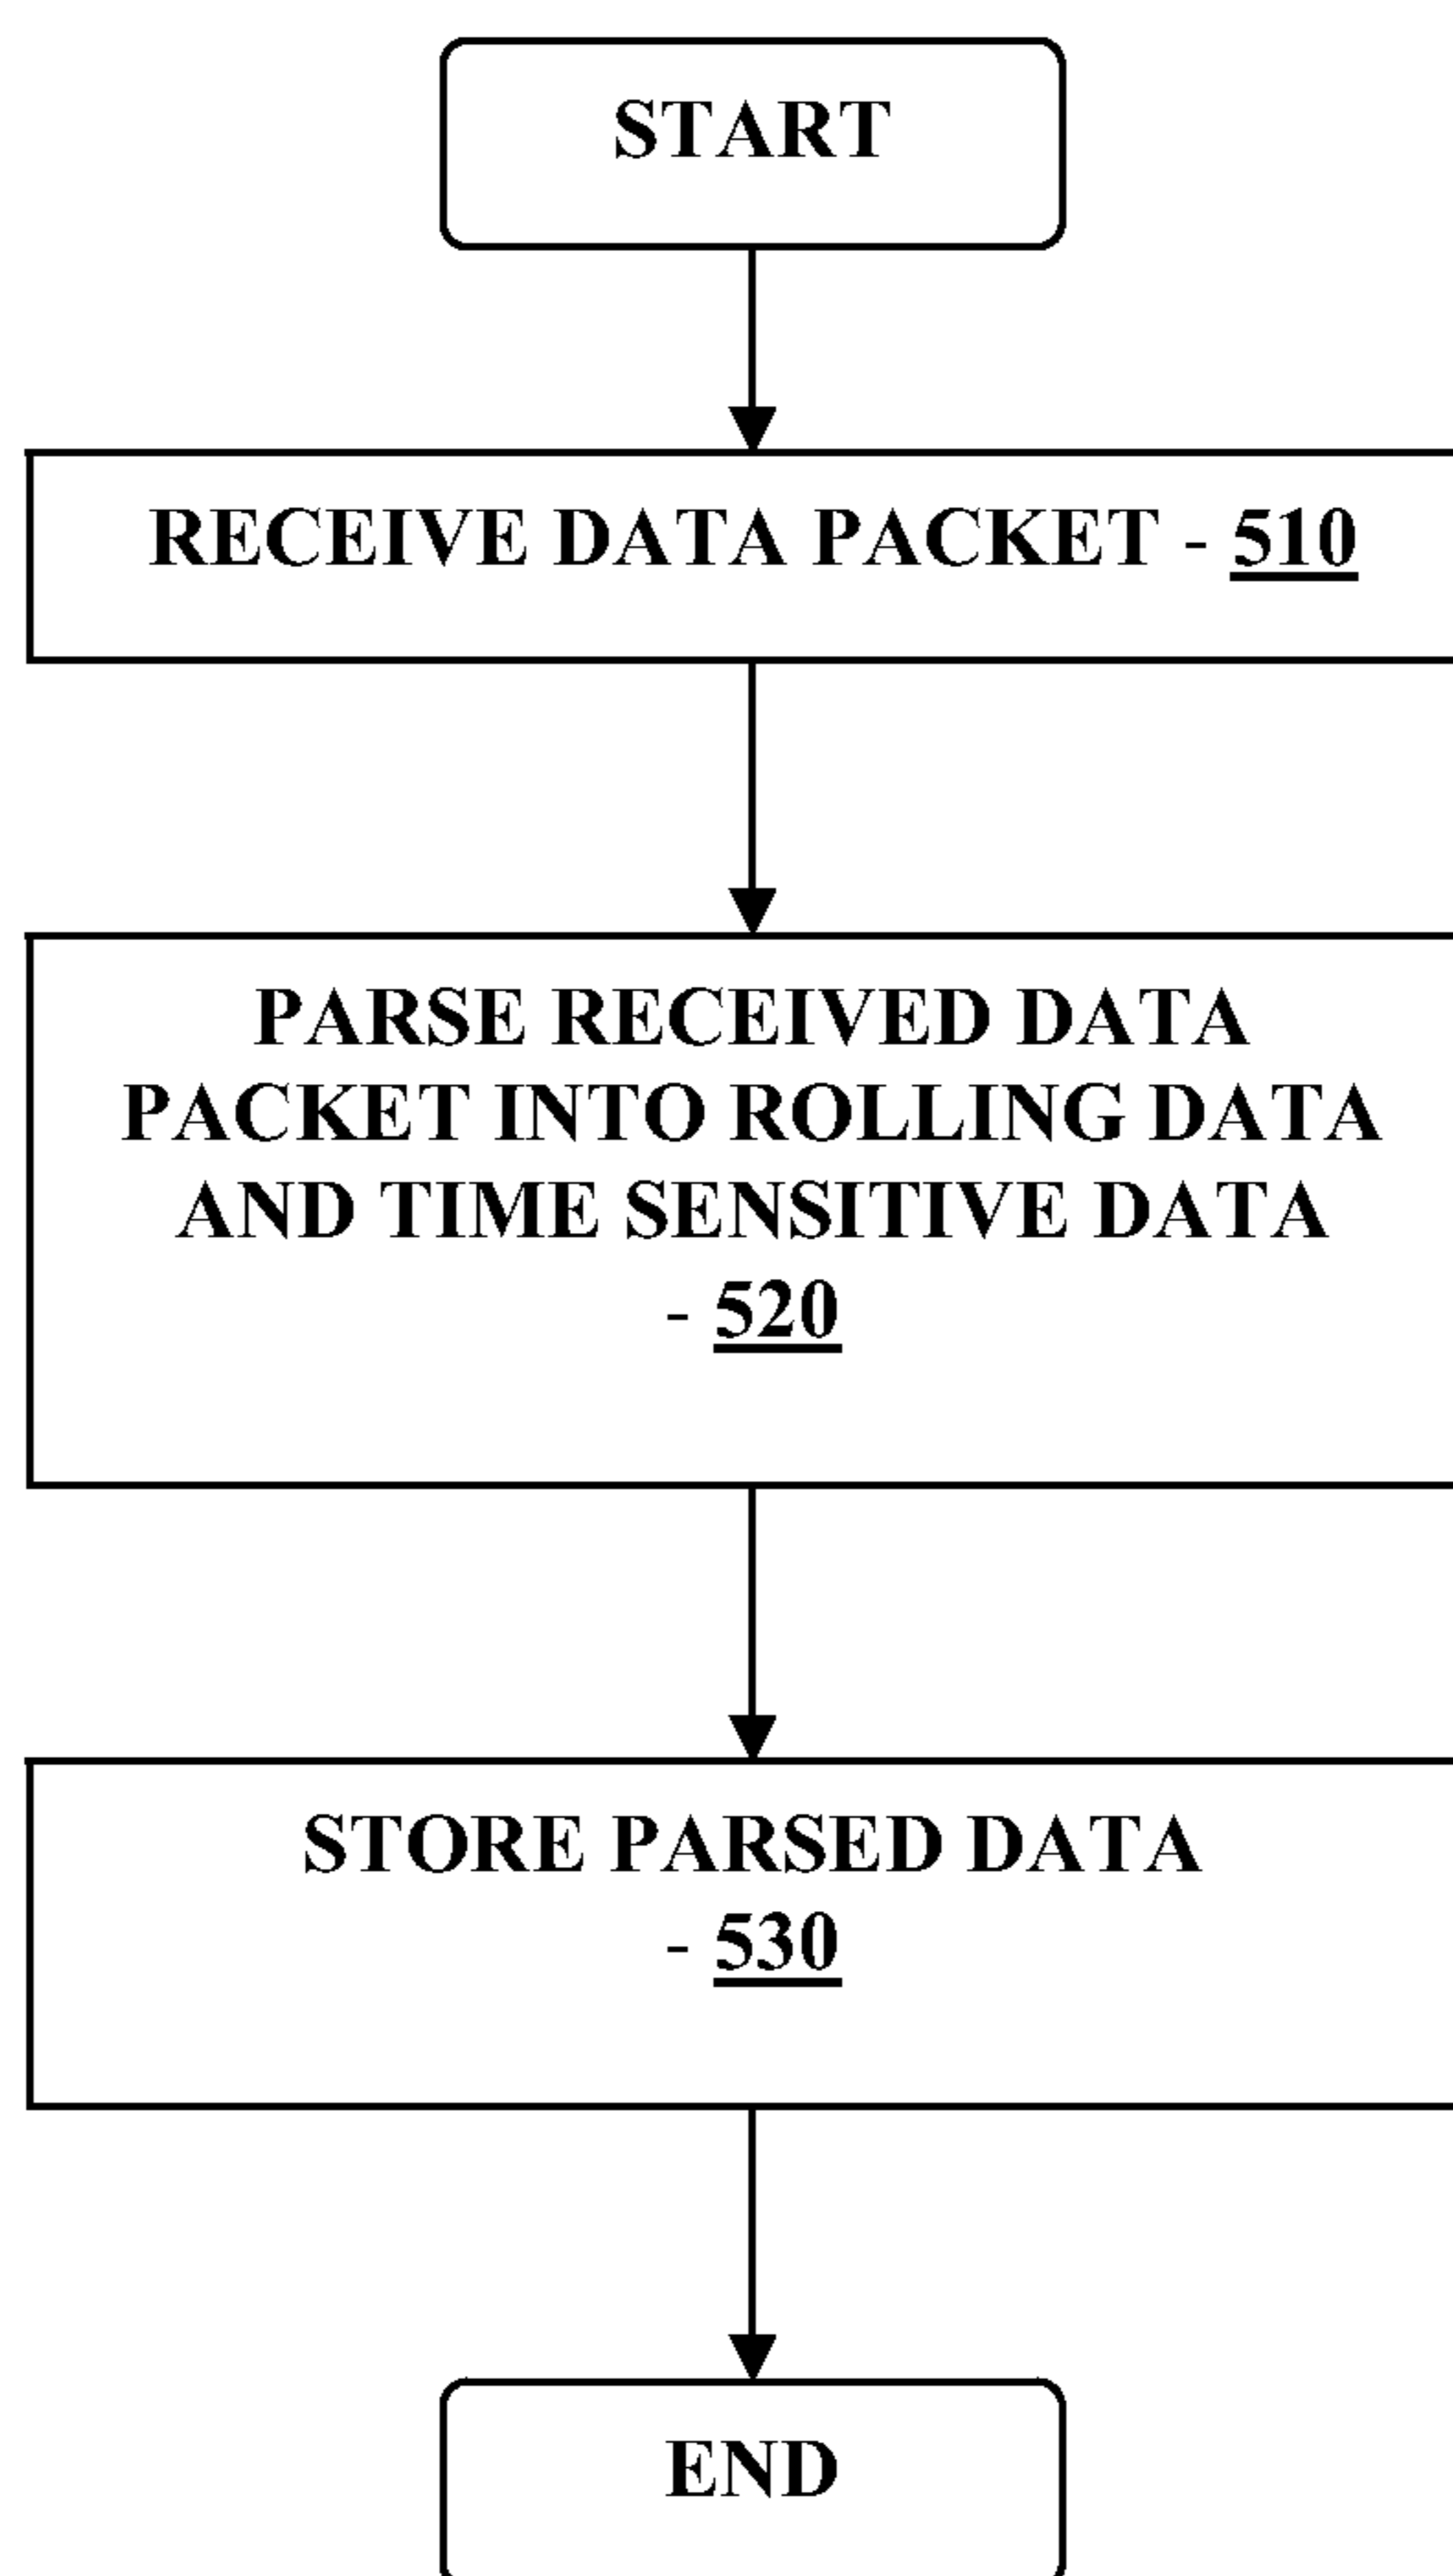 START
RECEIVE DATA PACKET - 510
PARSE RECEIVED DATA
PACKET INTO ROLLING DATA
AND TIME SENSITIVE DATA
- 520
STORE PARSED DATA
- 530
END